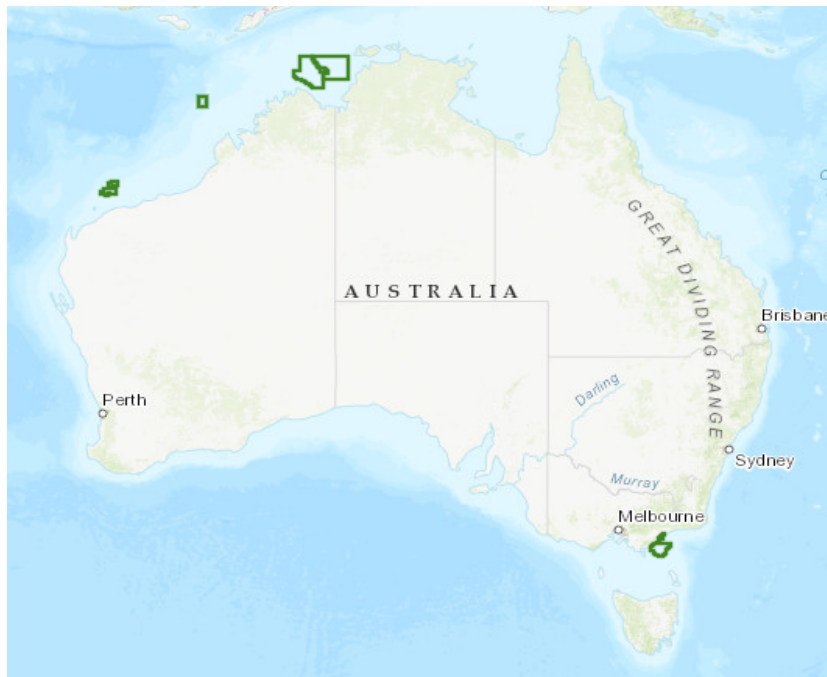 GREAT DIVIDING RANGE
AUSTRALIA
Brisbane
Darling
Perth
Sydney
Murray
Melbourne